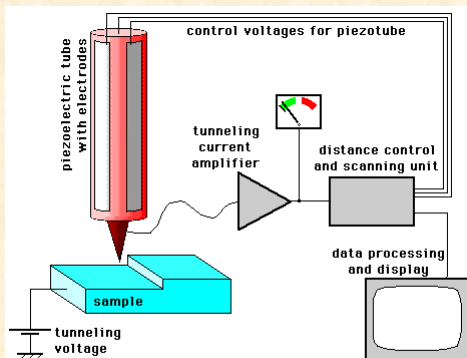 control voltages for piezotube
piezoelectric tube
with electrodes
tunneling
current
amplifier
distance control
and scanning unit
data processing
and display
sample
tunneling
voltage